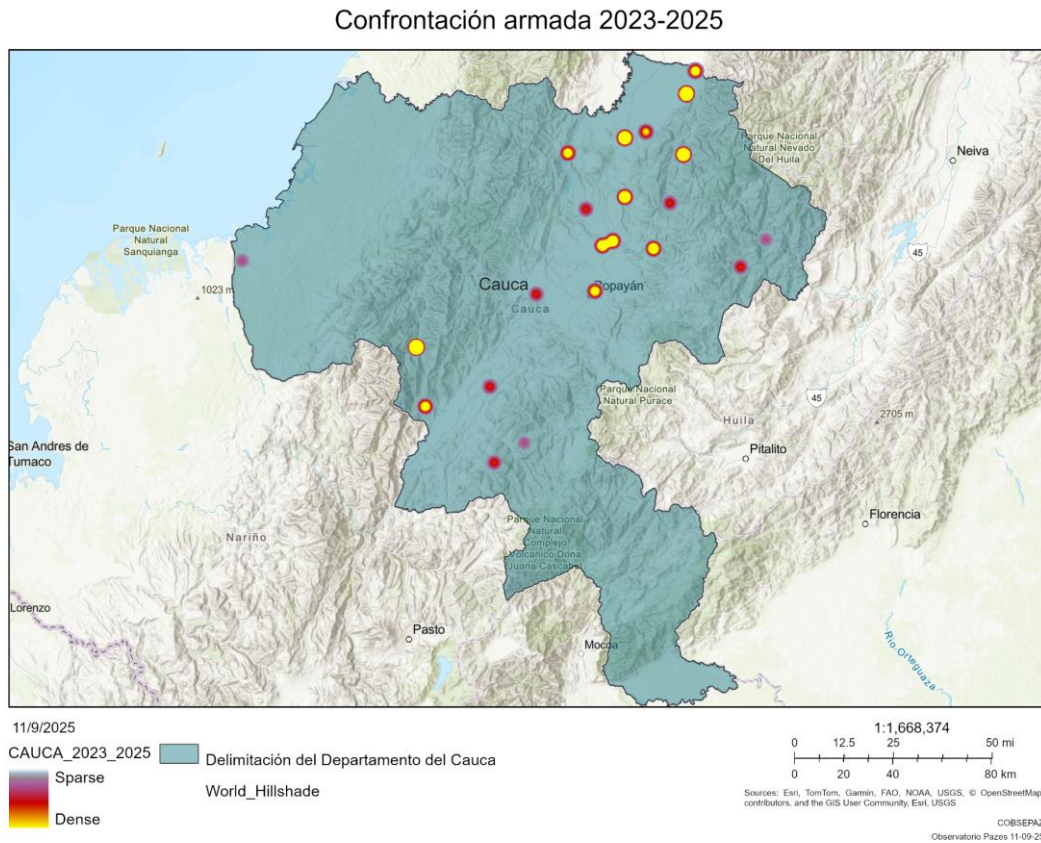 Confrontación armada 2023-2025
Parque Nacional
Natural Nevado
Del Huila
Neiva
Parque Nacional
Natural
Sanquianga
45
1023 m
Cauca
Popayán
Cauca
Parque Nacional
Natural Purace
45
2705 m
Huila
San Andres de
Tumaco
Pitalito
Florencia
Parque Nacional
Natural
Complejo
Volcánico Dona
Juana Cascabel
Nariño
Lorenzo
Pasto
Mocoa
Rio Orteguaza
11/9/2025
CAUCA_2023_2025
Sparse
Dense
Delimitación del Departamento del Cauca
World_Hillshade
1:1,668,374
0 12.5 25 50 mi
0 20 40 80 km
Sources: Esri, TomTom, Garmin, FAO, NOAA, USGS, © OpenStreetMap
contributors, and the GIS User Community, Esri, USGS
COBSEPAZ
Observatorio Pazes 11-09-25